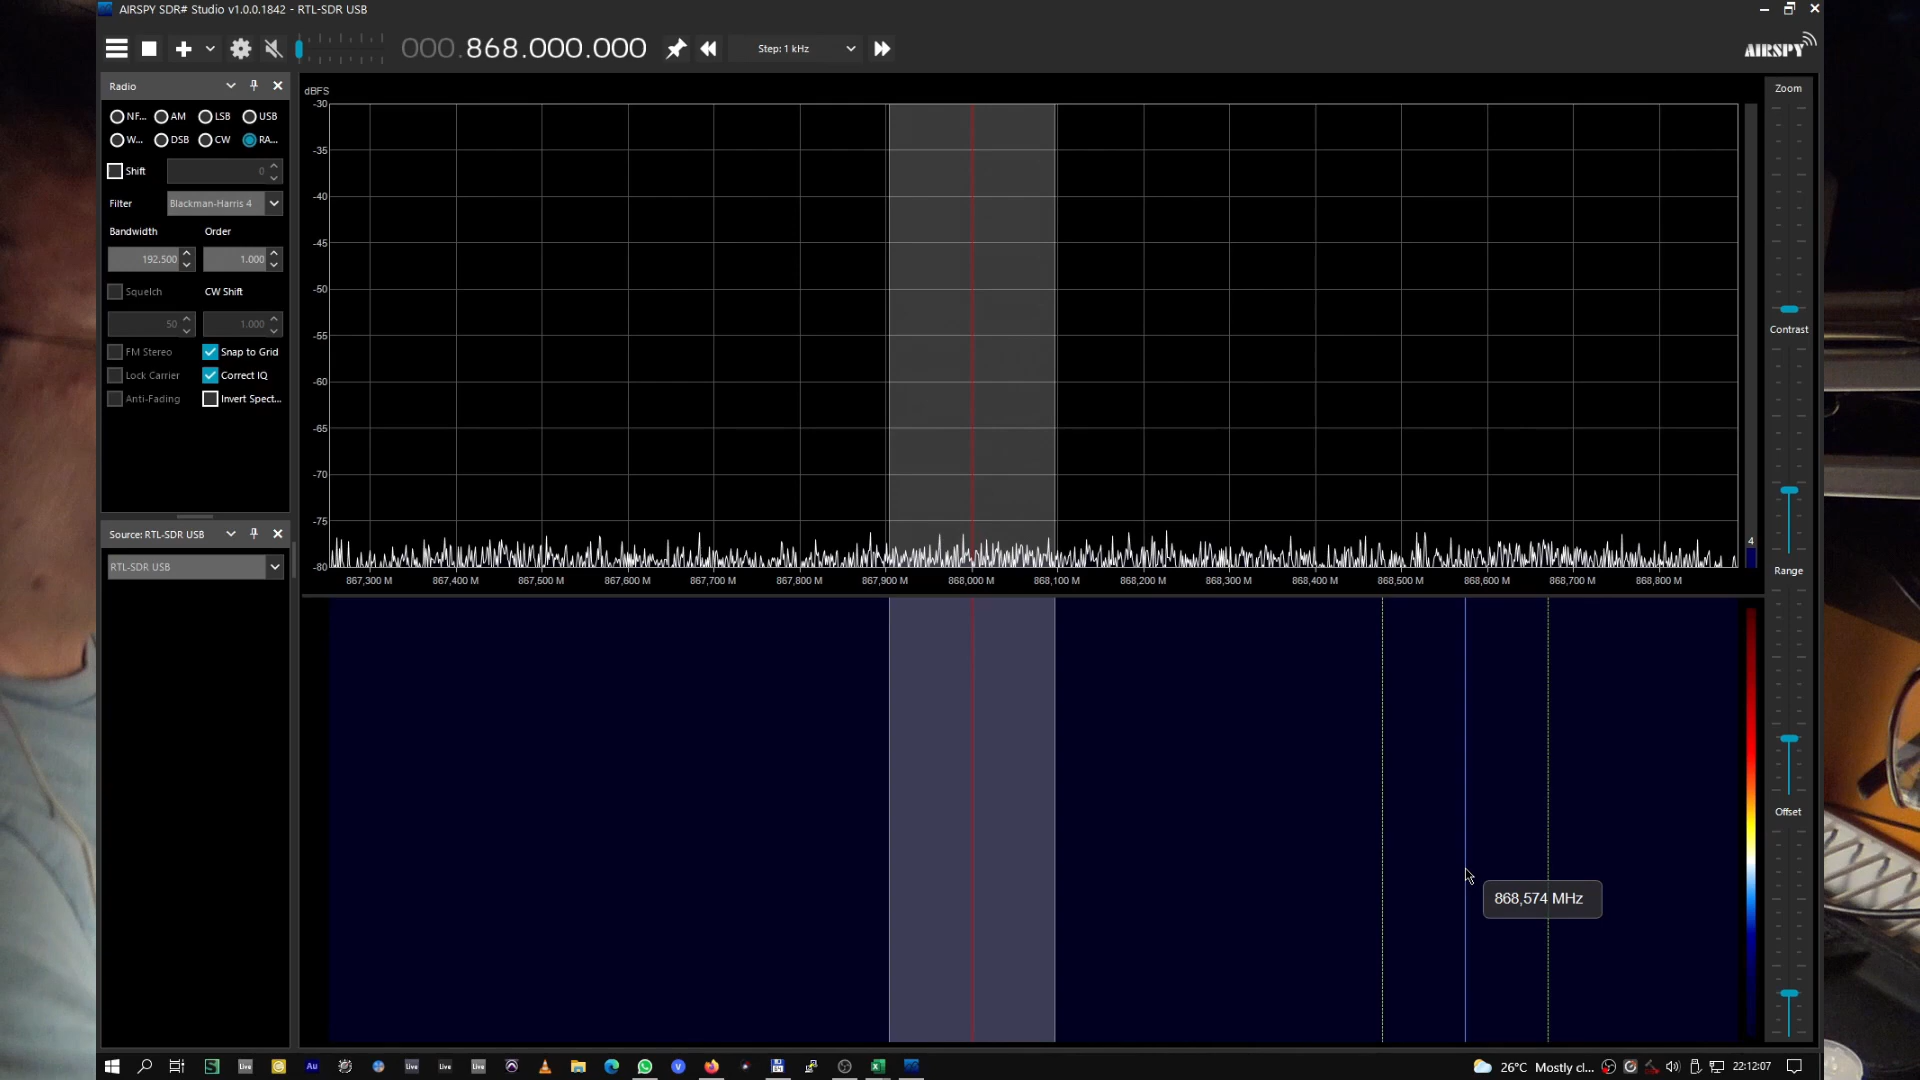 AIRSPY SDR# Studio v1.0.0.1842 - RTL-SDR USB
000.868.000.000
Step: 1 kHz
AIRSPY
Radio
NF...
AM
LSB
USB
W...
DSB
CW
RA...
Shift
0
Filter
Blackman-Harris 4
Bandwidth
Order
192.500
1.000
Squelch
CW Shift
50
1.000
FM Stereo
Snap to Grid
Lock Carrier
Correct IQ
Anti-Fading
Invert Spect...
Source: RTL-SDR USB
RTL-SDR USB
dBFS
-30
-35
-40
-45
-50
-55
-60
-65
-70
-75
-80
867,300 M
867,400 M
867,500 M
867,600 M
867,700 M
867,800 M
867,900 M
868,000 M
868,100 M
868,200 M
868,300 M
868,400 M
868,500 M
868,600 M
868,700 M
868,800 M
4
868,574 MHz
Zoom
Contrast
Range
Offset
S
Live
Au
Live
Live
Live
V
26°C Mostly cl...
22:12:07